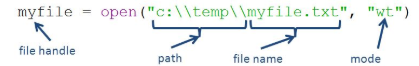 myfile = open("c:\\temp\\myfile.txt", "wt")
file handle
path
file name
mode